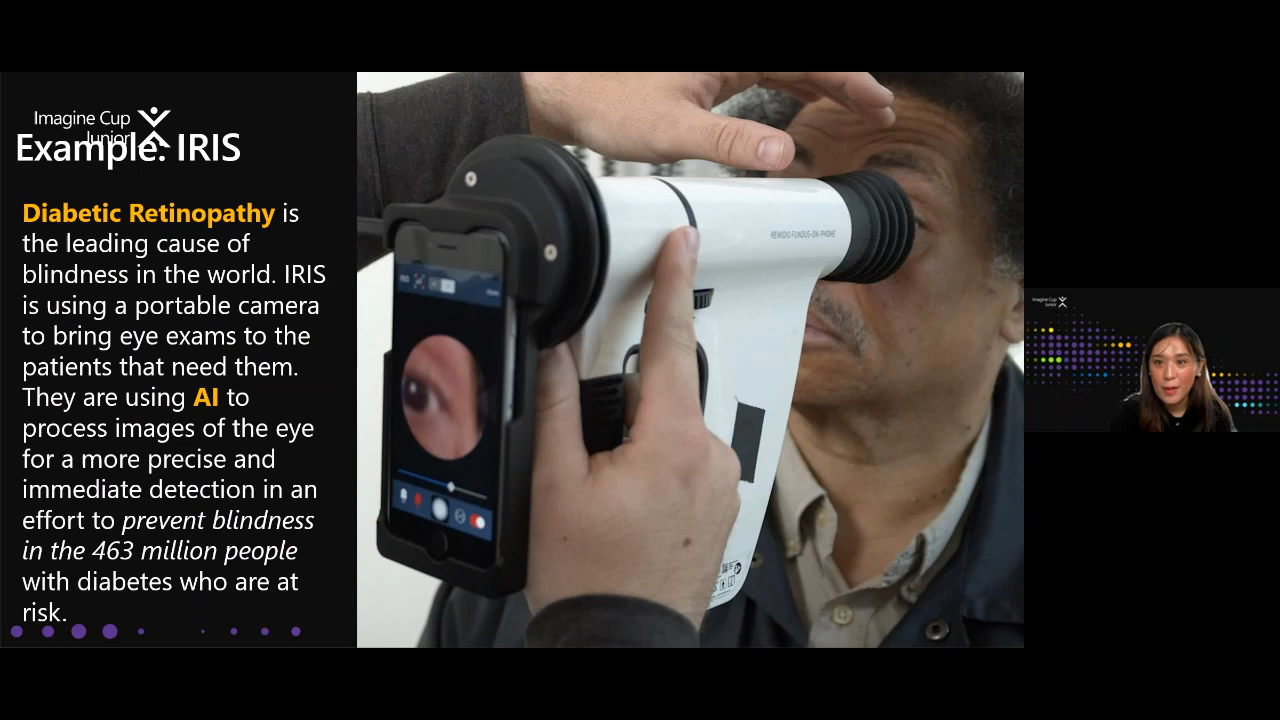 Imagine Cup
Junior
Example: IRIS
Diabetic Retinopathy is
the leading cause of
blindness in the world. IRIS
is using a portable camera
to bring eye exams to the
patients that need them.
They are using AI to
process images of the eye
for a more precise and
immediate detection in an
effort to prevent blindness
in the 463 million people
with diabetes who are at
risk.
REMIDIO FUNDUS-ON-PHONE
Imagine Cup
Junior